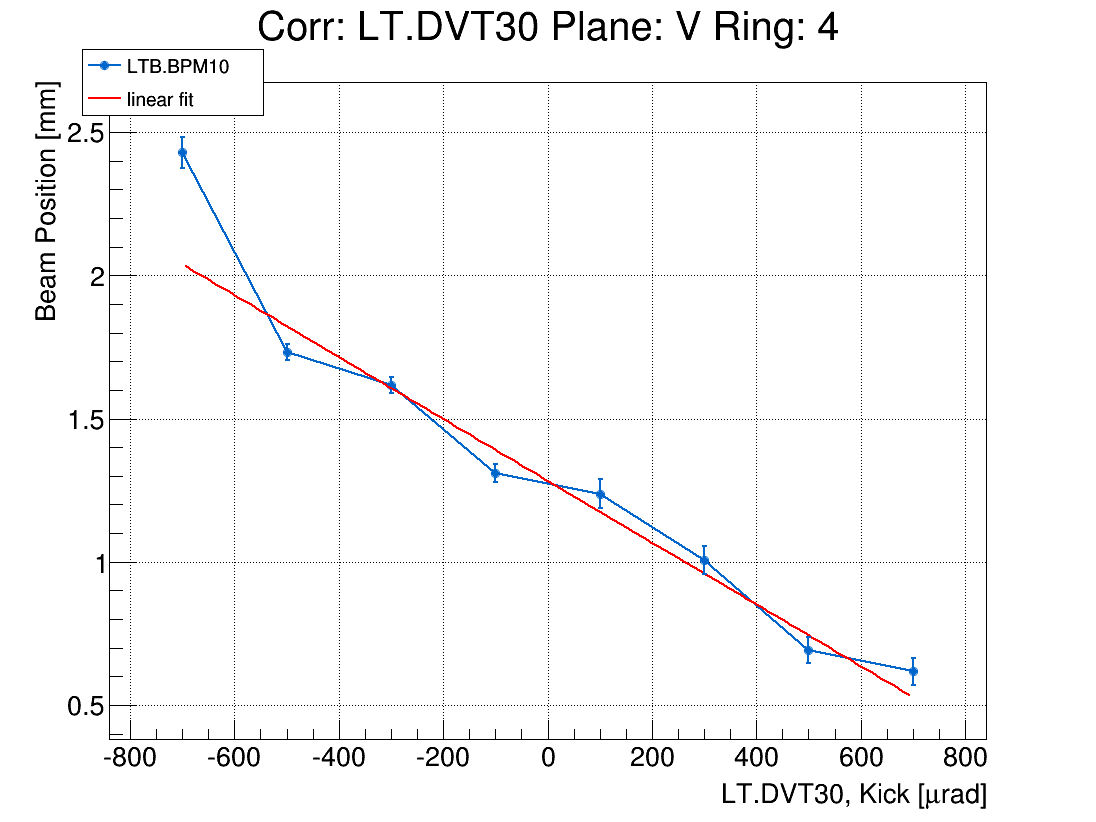 Corr: LT.DVT30 Plane: V Ring: 4
LTB.BPM10
linear fit
Beam Position [mm]
2.5
2
1.5
1
0.5
-800 -600 -400 -200 0 200 400 600 800
LT.DVT30, Kick [μrad]